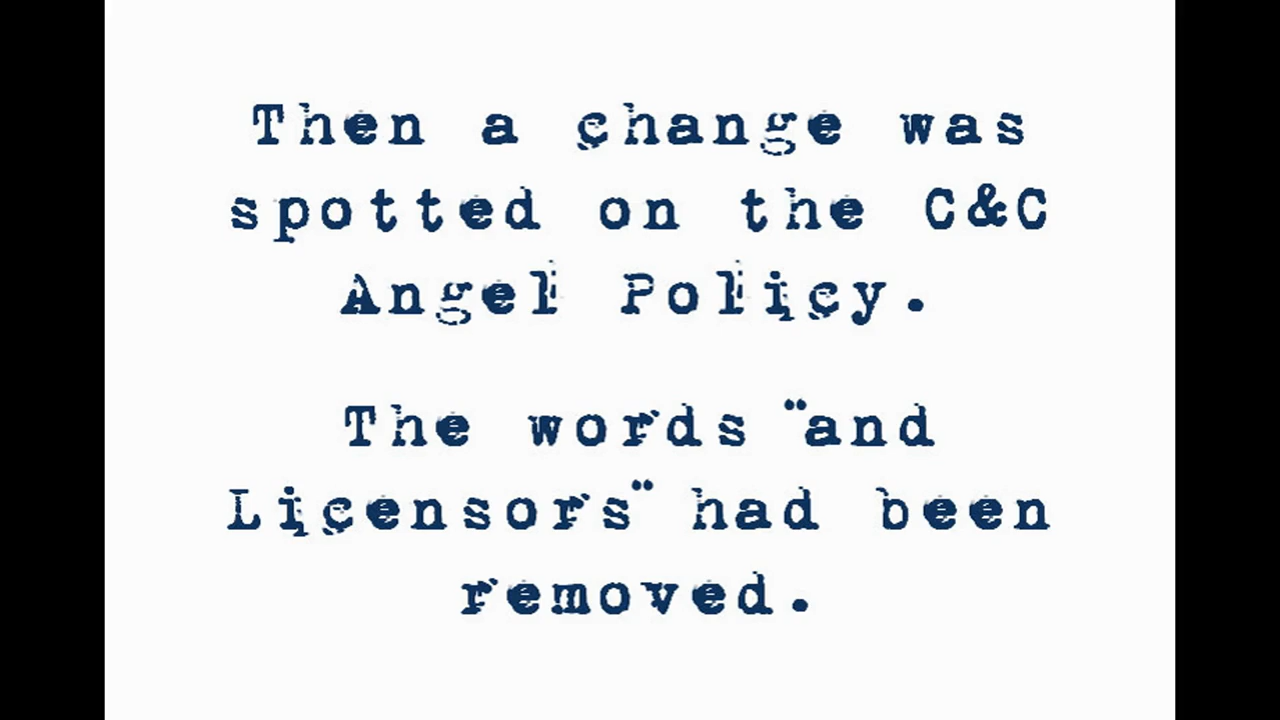 Then a change was
spotted on the C&C
Angel Policy.
The words "and
Licensors" had been
removed.